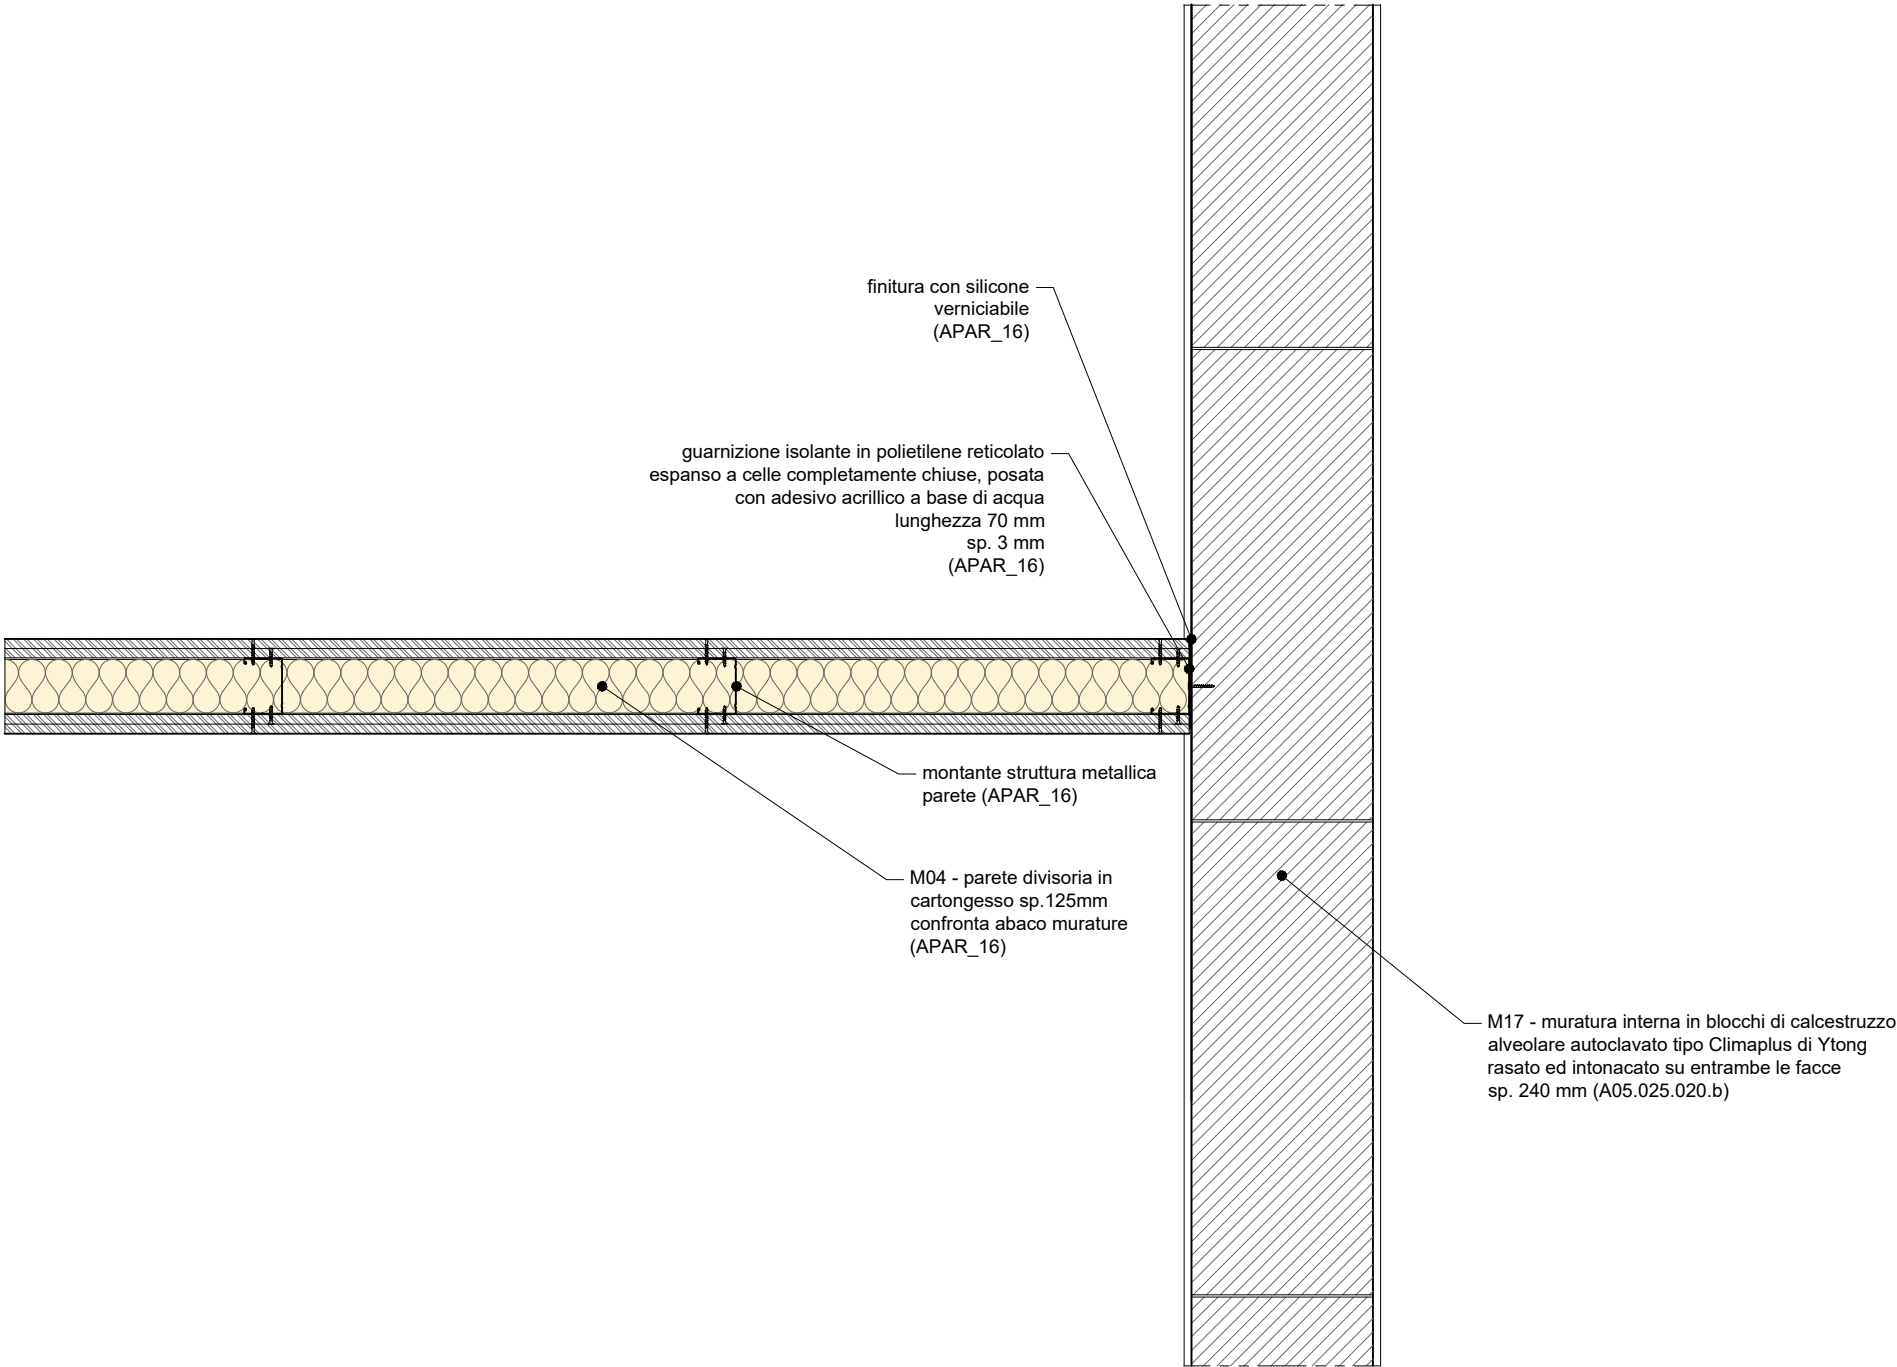 finitura con silicone
verniciabile
(APAR_16)
guarnizione isolante in polietilene reticolato
espanso a celle completamente chiuse, posata
con adesivo acrillico a base di acqua
lunghezza 70 mm
sp. 3 mm
(APAR_16)
montante struttura metallica
parete (APAR_16)
M04 - parete divisoria in
cartongesso sp.125mm
confronta abaco murature
(APAR_16)
M17 - muratura interna in blocchi di calcestruzzo
alveolare autoclavato tipo Climaplus di Ytong
rasato ed intonacato su entrambe le facce
sp. 240 mm (A05.025.020.b)